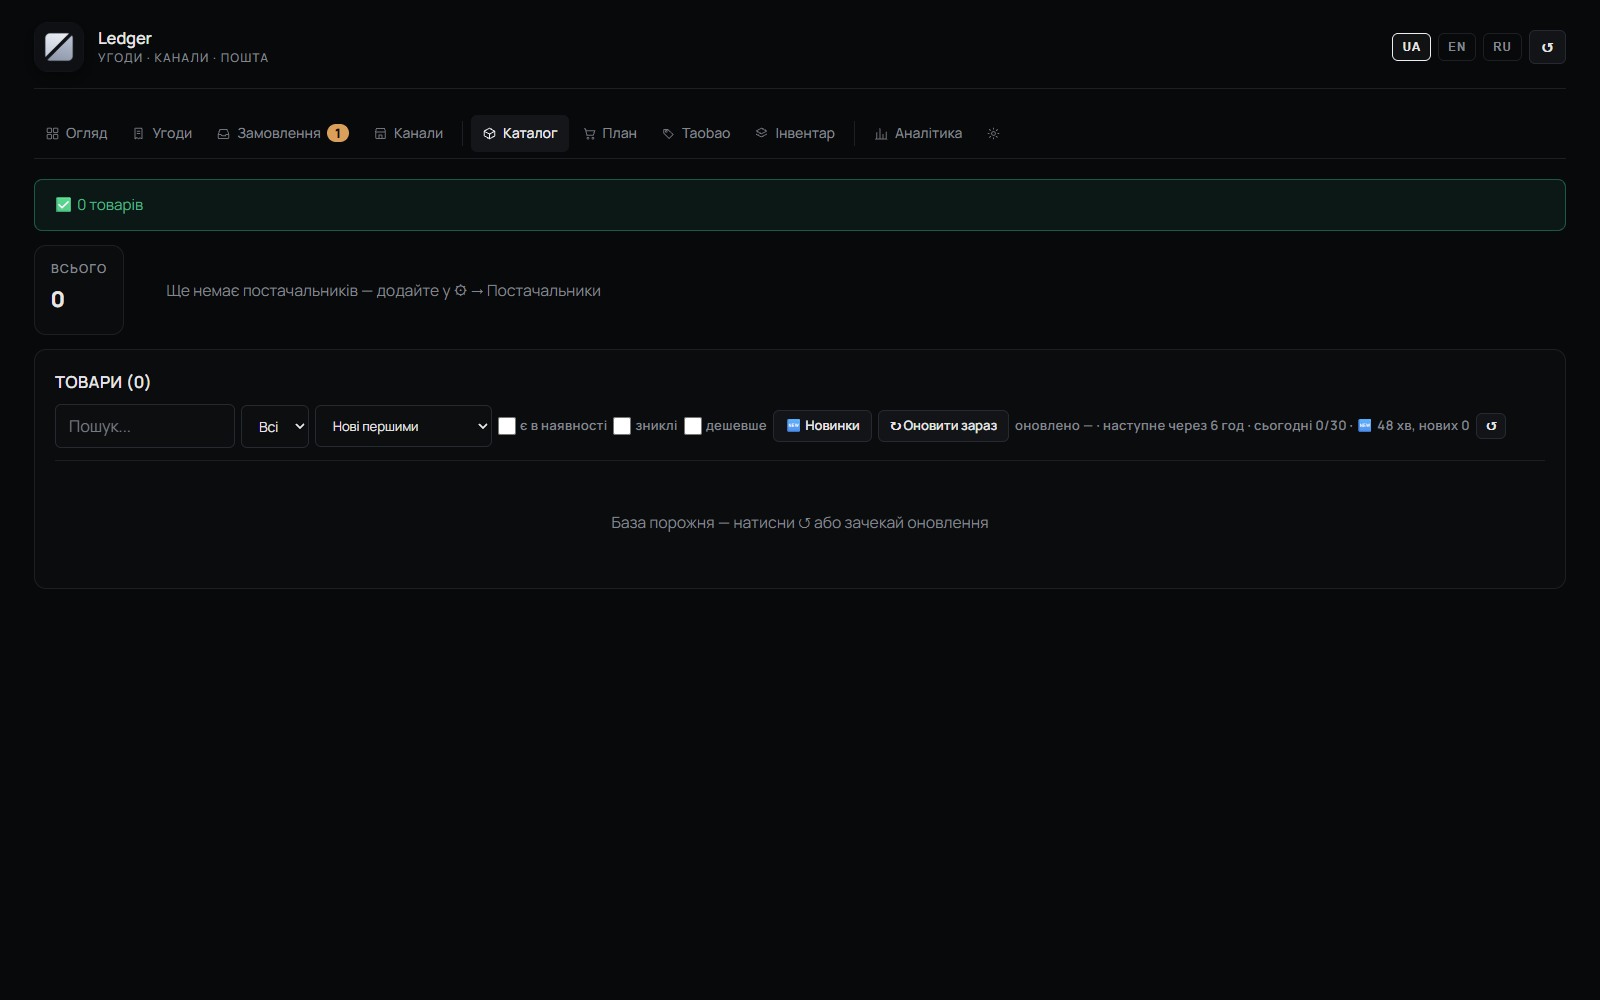 Ledger
УГОДИ · КАНАЛИ · ПОШТА
UA EN RU ↺
Огляд Угоди Замовлення 1 Канали Каталог План Taobao Інвентар Аналітика
✅ 0 товарів
ВСЬОГО
0
Ще немає постачальників — додайте у ⚙ → Постачальники
ТОВАРИ (0)
Пошук... Всі Нові першими є в наявності зниклі дешевше 🆕 Новинки ↻ Оновити зараз оновлено — · наступне через 6 год · сьогодні 0/30 · 🆕 48 хв, нових 0 ↺
База порожня — натисни ↺ або зачекай оновлення